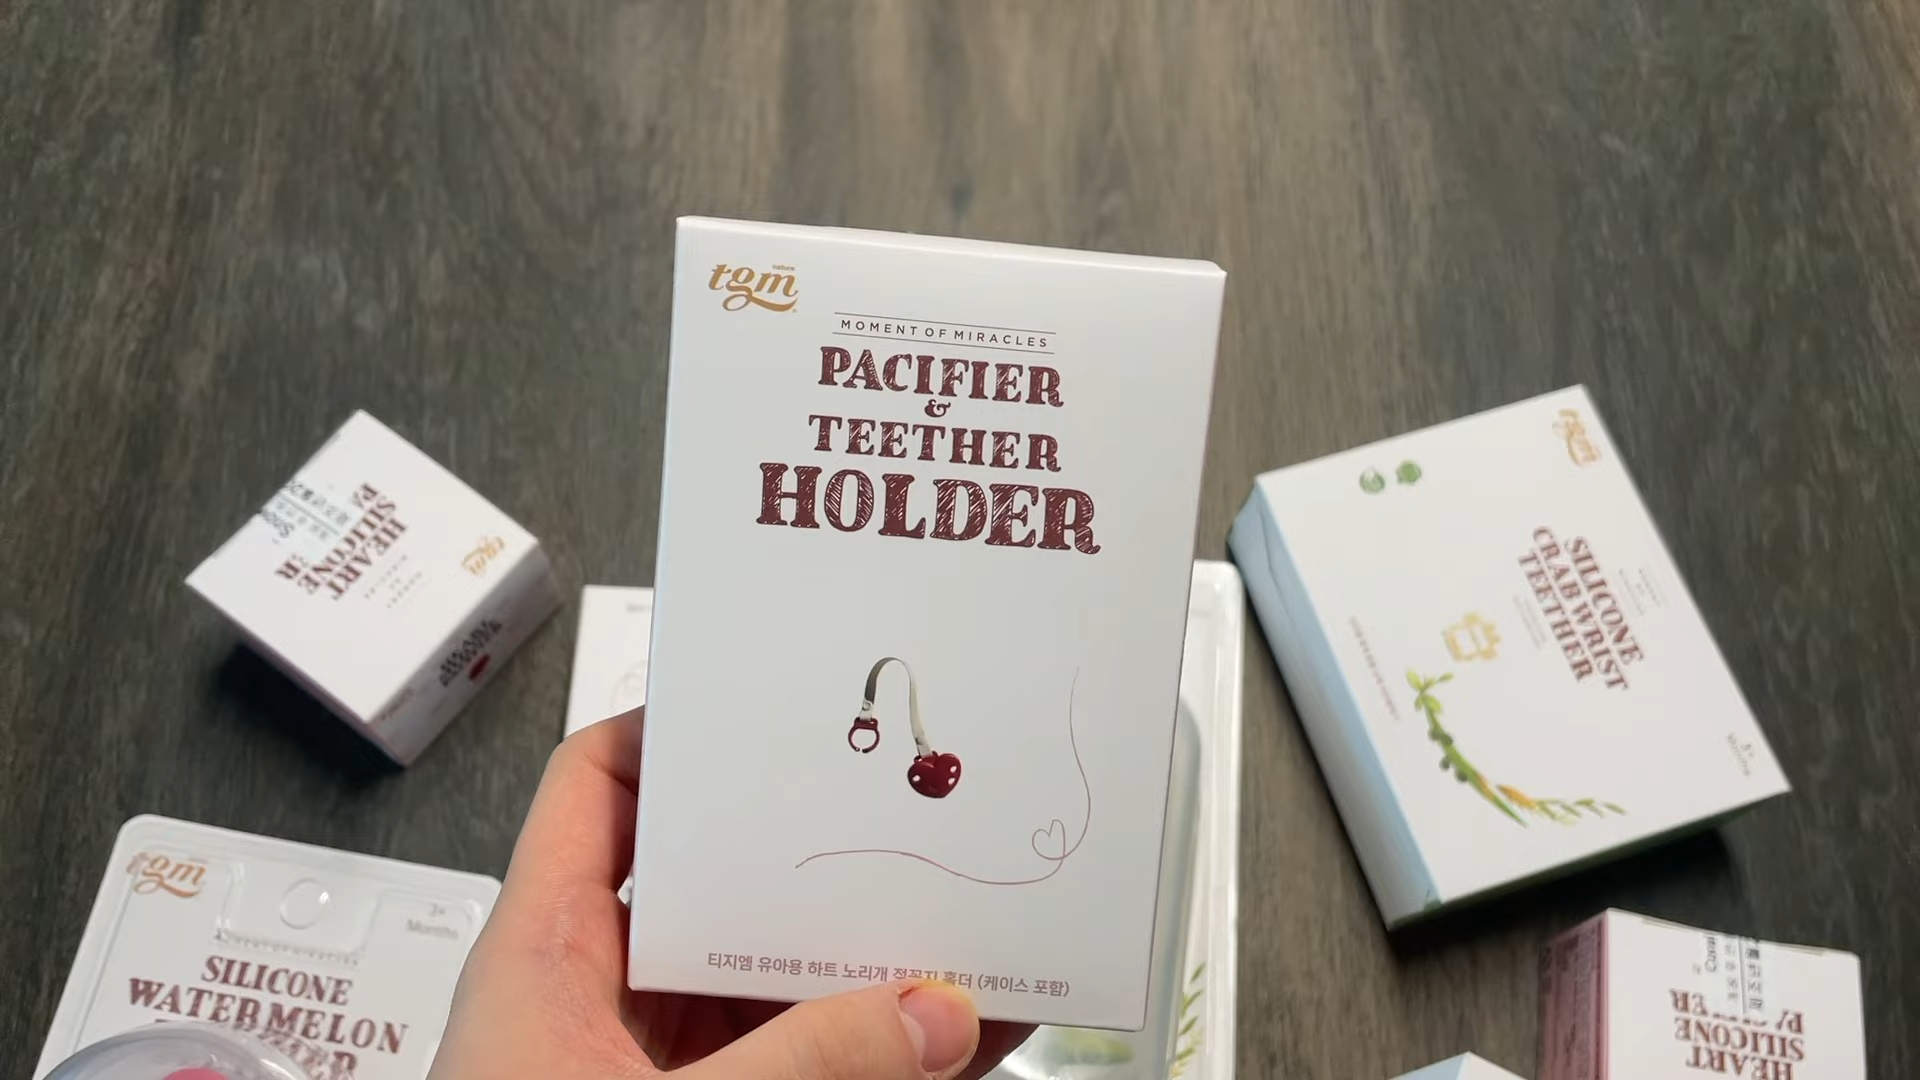 tgm
nature
MOMENT OF MIRACLES
PACIFIER
&
TEETHER
HOLDER
티지엠 유아용 하트 노리개 젖꼭지 홀더 (케이스 포함)
tgm
HEART
SILICONE
tgm
SILICONE
CRAB WRIST
TEETHER
tgm
3+
Months
SILICONE
WATERMELON
HEART
SILICONE